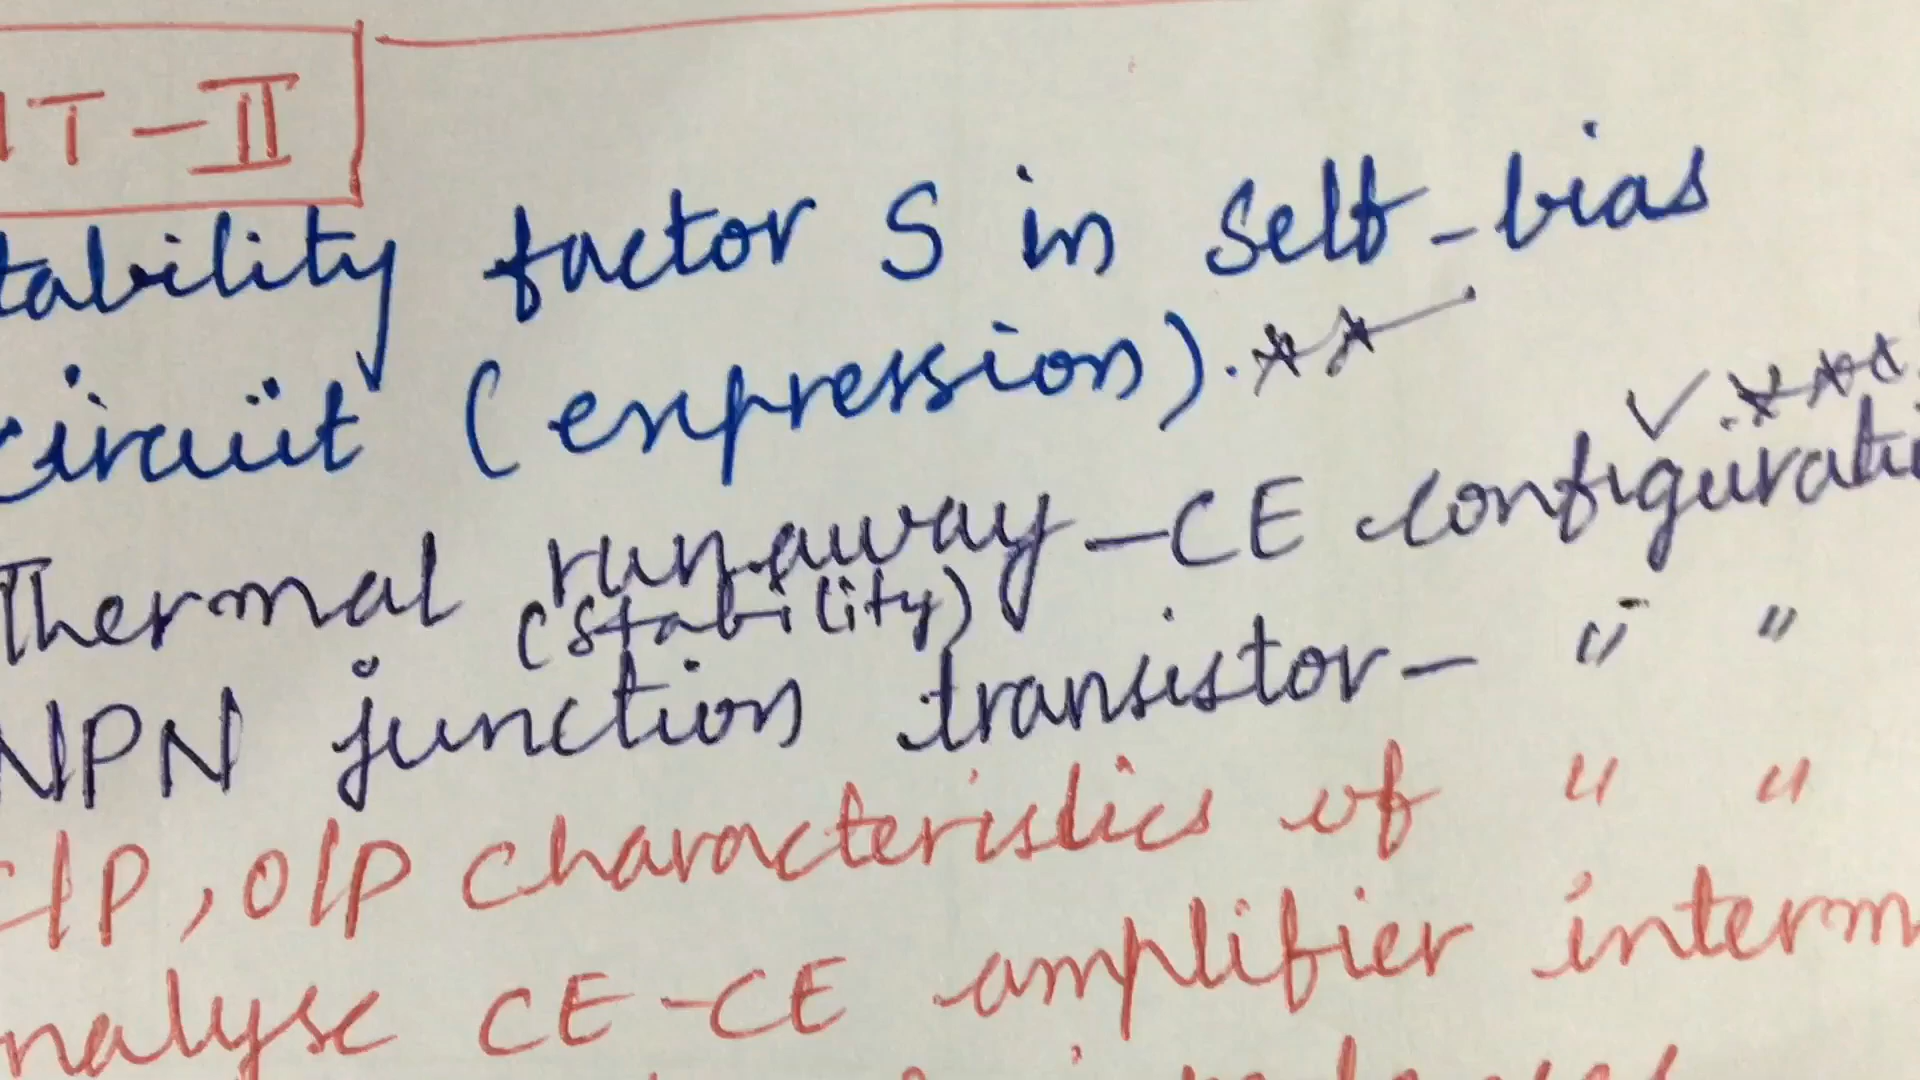 IT-II
tability factor S in self-bias
circuit (expression). **
Thermal runaway-CE configurati
(stability)
NPN junction transistor- " "
I/P, O/P characteristics of " "
nalyse CE-CE amplifier interm